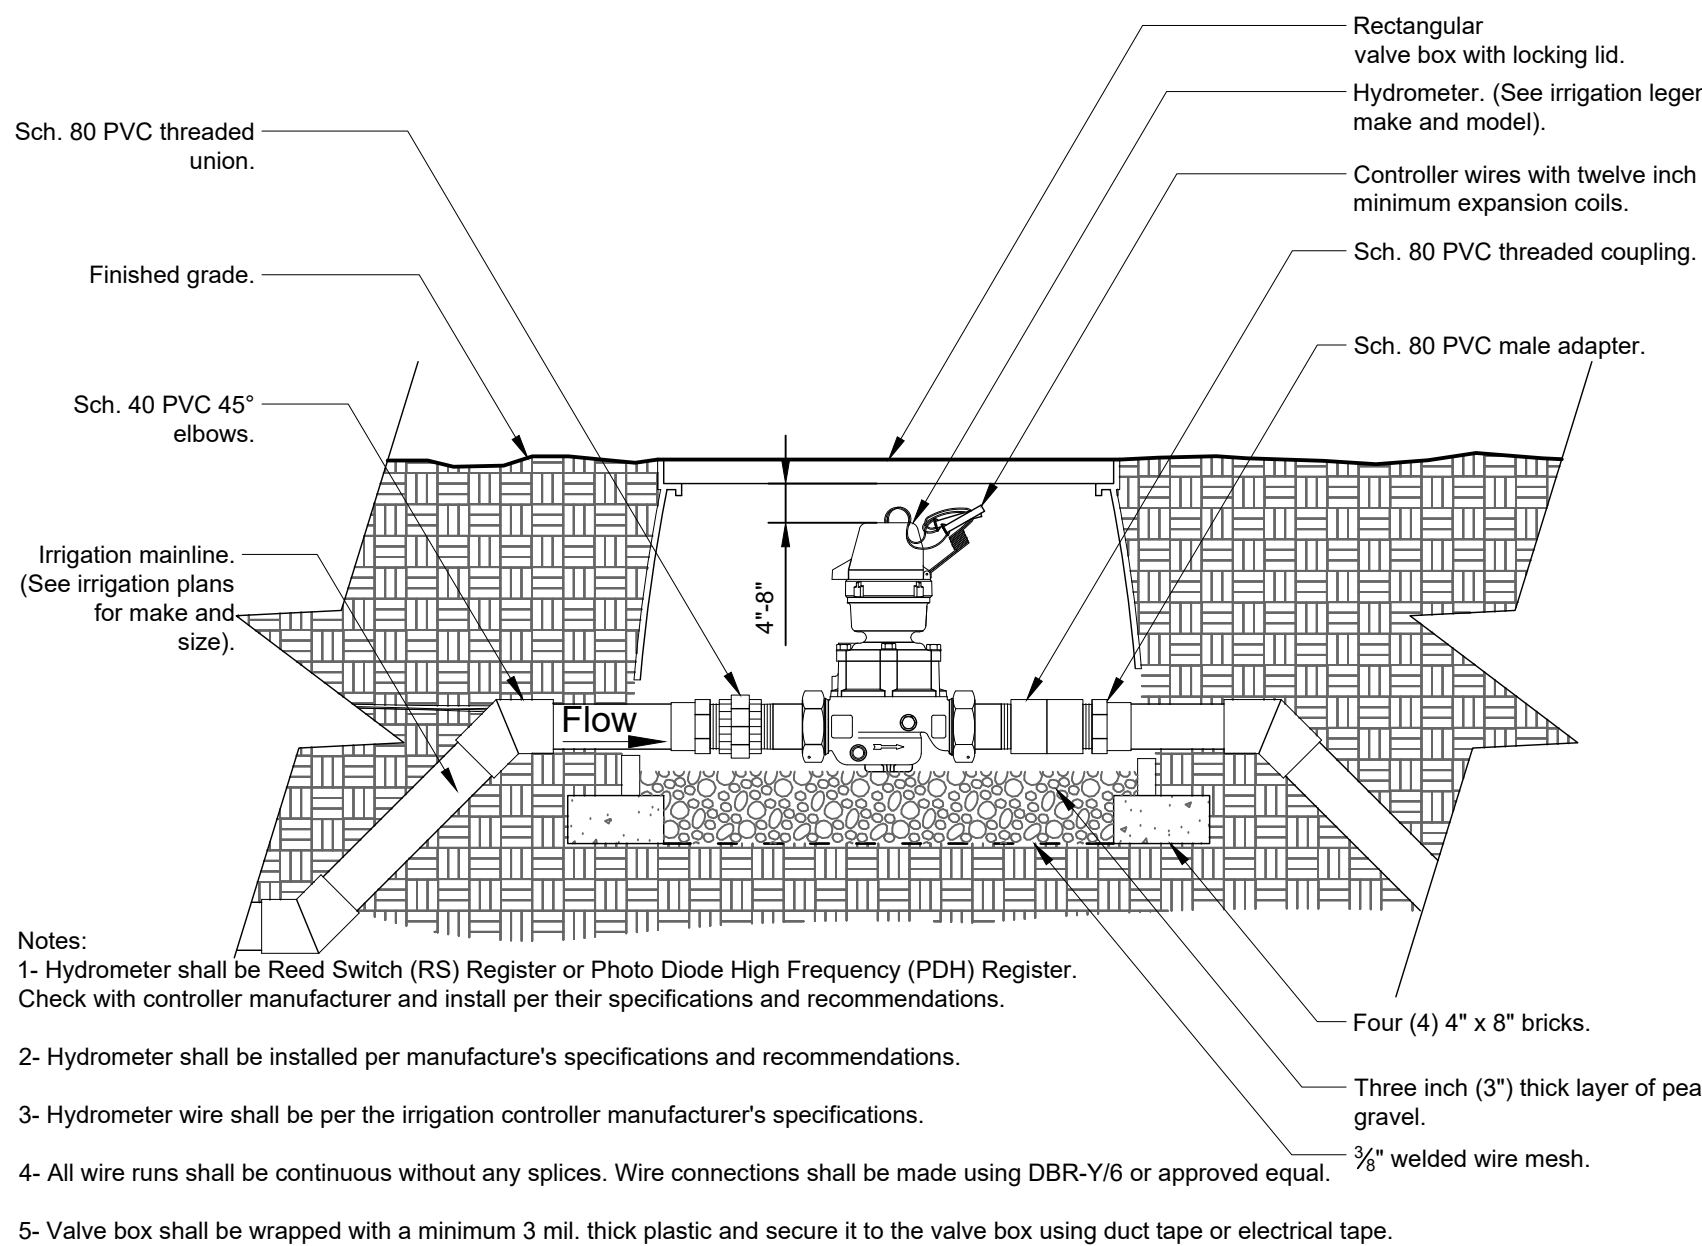 Rectangular
valve box with locking lid.
Hydrometer. (See irrigation
make and model).
Controller wires with twelve inch
minimum expansion coils.
Sch. 80 PVC threaded coupling.
Sch. 80 PVC male adapter.
Sch. 80 PVC threaded
union.
Finished grade.
Sch. 40 PVC 45°
elbows.
Irrigation mainline.
(See irrigation plans
for make and
size).
4"-8"
Flow
Four (4) 4" x 8" bricks.
Three inch (3") thick layer of pea
gravel.
⅜" welded wire mesh.
Notes:
1- Hydrometer shall be Reed Switch (RS) Register or Photo Diode High Frequency (PDH) Register.
Check with controller manufacturer and install per their specifications and recommendations.
2- Hydrometer shall be installed per manufacture's specifications and recommendations.
3- Hydrometer wire shall be per the irrigation controller manufacturer's specifications.
4- All wire runs shall be continuous without any splices. Wire connections shall be made using DBR-Y/6 or approved equal.
5- Valve box shall be wrapped with a minimum 3 mil. thick plastic and secure it to the valve box using duct tape or electrical tape.